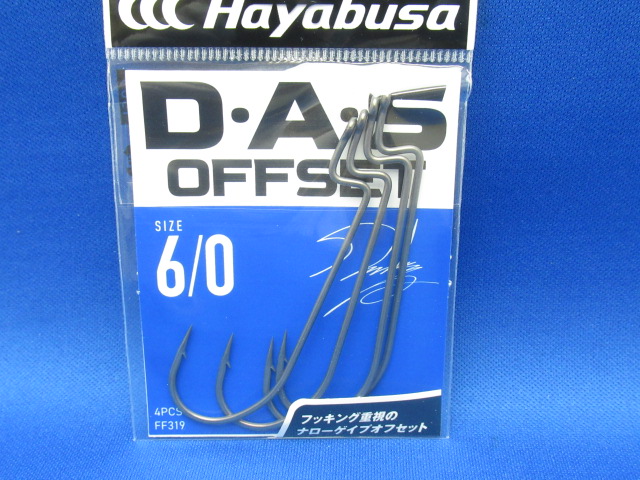 Hayabusa
D・A・S
OFFSET
SIZE
6/0
4PCS
FF319
フッキング重視の
ナローゲイプオフセット